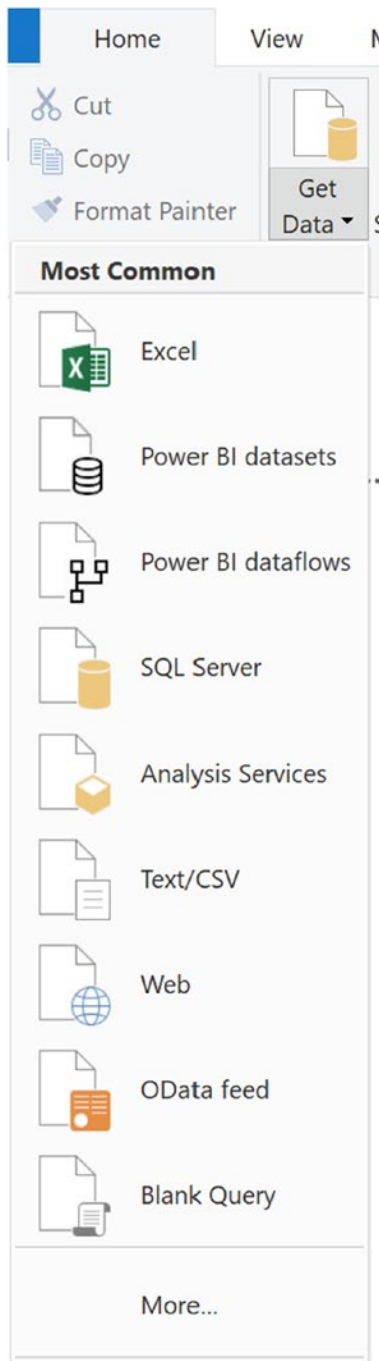 Home View
Cut
Copy
Format Painter
Get
Data
Most Common
Excel
Power BI datasets
Power BI dataflows
SQL Server
Analysis Services
Text/CSV
Web
OData feed
Blank Query
More...